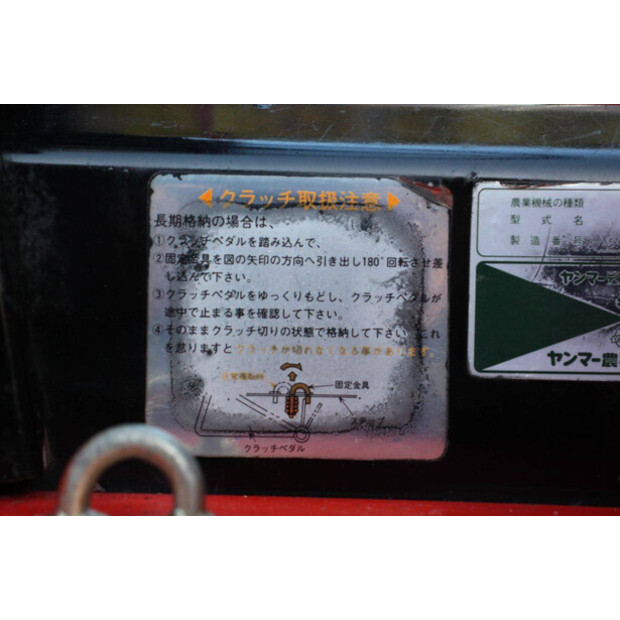 クラッチ取扱注意
長期格納の場合は、
①クラッチペダルを踏み込んで、
②固定金具を図の矢印の方向へ引き出し180°回転させ差
し込んで下さい。
③クラッチペダルをゆっくりもどし、クラッチペダルが
途中で止まる事を確認して下さい。
④そのままクラッチ切りの状態で格納して下さい。これ
を怠りますとクラッチが切れなくなる事があります
固定金具
クラッチペダル
農業機械の種類
型式名
製造番号
ヤンマー
ヤンマー農